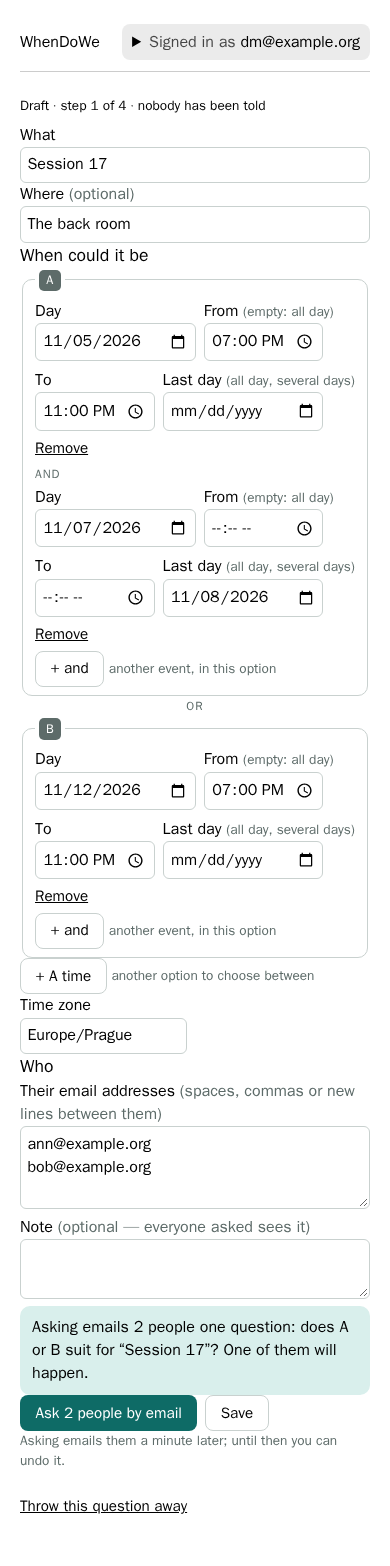 WhenDoWe ▶ Signed in as dm@example.org
Draft · step 1 of 4 · nobody has been told
What
Session 17
Where (optional)
The back room
When could it be
A
Day From (empty: all day)
11/05/2026 07:00 PM
To Last day (all day, several days)
11:00 PM mm/dd/yyyy
Remove
AND
Day From (empty: all day)
11/07/2026 --:-- --
To Last day (all day, several days)
--:-- -- 11/08/2026
Remove
+ and another event, in this option
OR
B
Day From (empty: all day)
11/12/2026 07:00 PM
To Last day (all day, several days)
11:00 PM mm/dd/yyyy
Remove
+ and another event, in this option
+ A time another option to choose between
Time zone
Europe/Prague
Who
Their email addresses (spaces, commas or new
lines between them)
ann@example.org
bob@example.org
Note (optional — everyone asked sees it)
Asking emails 2 people one question: does A
or B suit for “Session 17”? One of them will
happen.
Ask 2 people by email Save
Asking emails them a minute later; until then you can
undo it.
Throw this question away